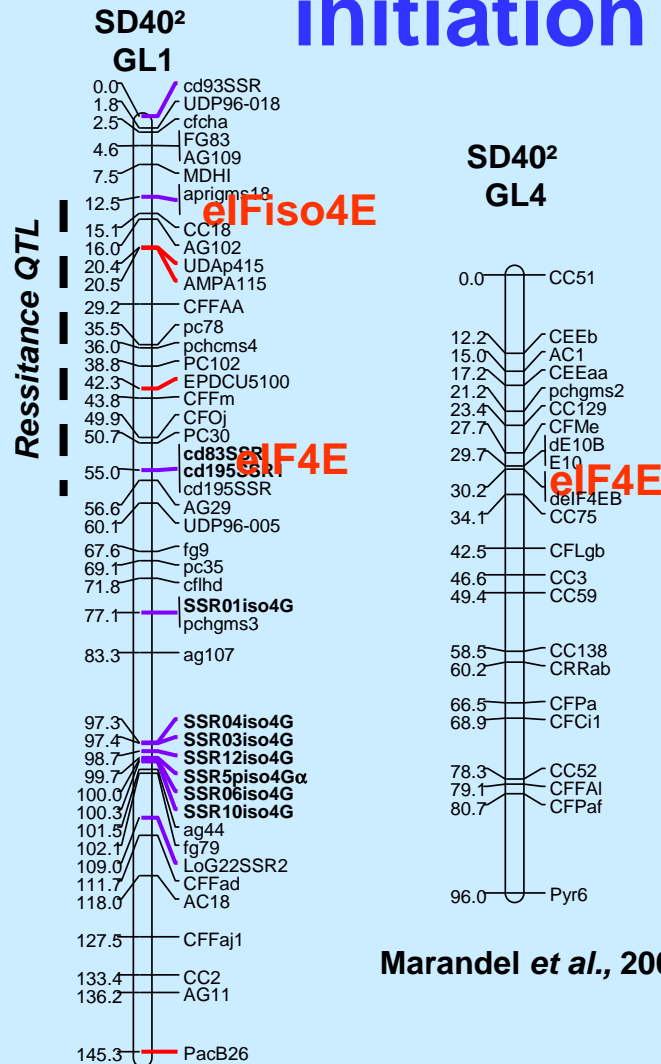 initiation
SD40²
GL1
0.0 cd93SSR
1.8 UDP96-018
2.5 cfcha
4.6 FG83
AG109
7.5 MDHI
12.5 aprigms18
eIFiso4E
15.1 CC18
16.0 AG102
20.4 UDAp415
20.5 AMPA115
29.2 CFFAA
35.5 pc78
36.0 pchcms4
38.8 PC102
42.3 EPDCU5100
43.8 CFFm
49.9 CFOj
50.7 PC30
55.0 cd83SSR
cd195SSR1
cd195SSR
eIF4E
56.6 AG29
60.1 UDP96-005
67.6 fg9
69.1 pc35
71.8 cflhd
77.1 SSR01iso4G
pchgms3
83.3 ag107
97.3 SSR04iso4G
97.4 SSR03iso4G
98.7 SSR12iso4G
99.7 SSR5piso4Gα
100.0 SSR06iso4G
100.3 SSR10iso4G
101.5 ag44
102.1 fg79
109.0 LoG22SSR2
111.7 CFFad
118.0 AC18
127.5 CFFaj1
133.4 CC2
136.2 AG11
145.3 PacB26
Ressitance QTL
SD40²
GL4
0.0 CC51
12.2 CEEb
15.0 AC1
17.2 CEEaa
21.2 pchgms2
23.4 CC129
27.7 CFMe
29.7 dE10B
E10
30.2 deIF4EB
eIF4E
34.1 CC75
42.5 CFLgb
46.6 CC3
49.4 CC59
58.5 CC138
60.2 CRRab
66.5 CFPa
68.9 CFCi1
78.3 CC52
79.1 CFFAl
80.7 CFPaf
96.0 Pyr6
Marandel et al., 200